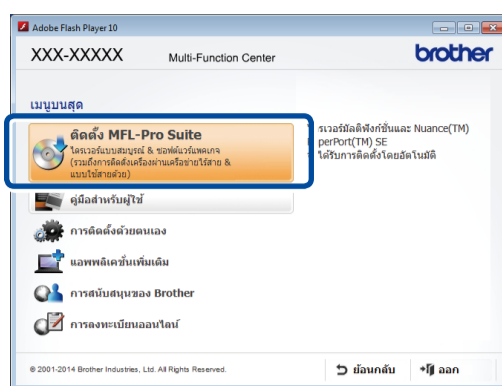 Adobe Flash Player 10
XXX-XXXXX
Multi-Function Center
brother
เมนูบนสุด
ติดตั้ง MFL-Pro Suite
ไดรเวอร์แบบสมบูรณ์ & ซอฟต์แวร์แพคเกจ
(รวมถึงการติดตั้งเครื่องผ่านเครือข่ายไร้สาย &
แบบใช้สายด้วย)
รเวอร์มัลติฟังก์ชั่นและ Nuance(TM)
perPort(TM) SE
ได้รับการติดตั้งโดยอัตโนมัติ
คู่มือสำหรับผู้ใช้
การติดตั้งด้วยตนเอง
แอพพลิเคชั่นเพิ่มเติม
การสนับสนุนของ Brother
การลงทะเบียนออนไลน์
© 2001-2014 Brother Industries, Ltd. All Rights Reserved.
ย้อนกลับ
ออก